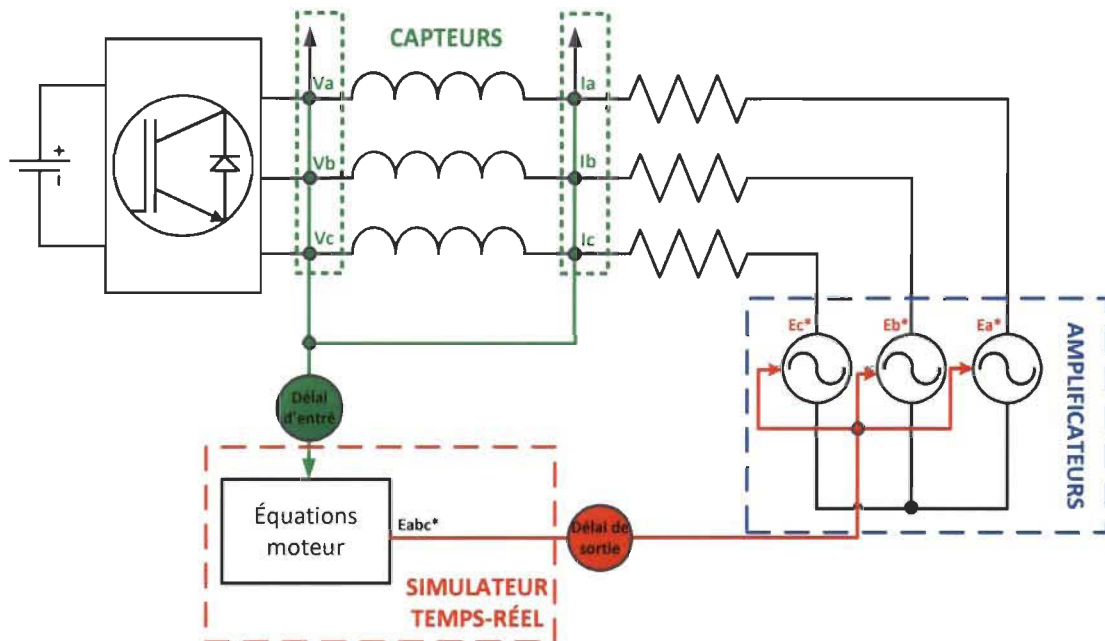 CAPTEURS
Va
Ia
Vb
Ib
Vc
Ic
+
-
Ec*
Eb*
Ea*
AMPLIFICATEURS
Délai
d'entré
Équations
moteur
Eabc*
Délai de
sortie
SIMULATEUR
TEMPS-RÉEL